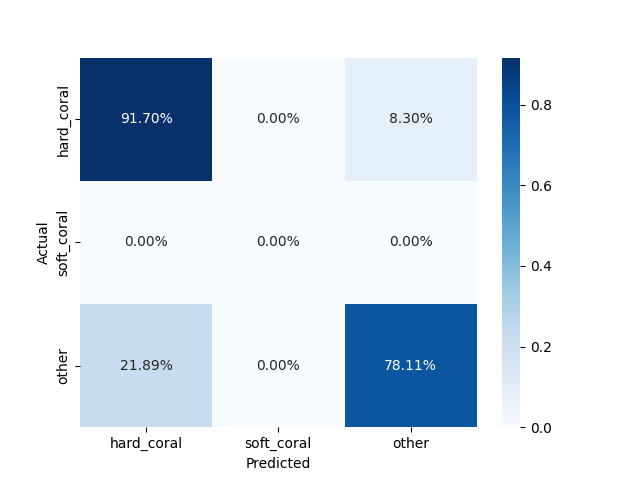 hard_coral 91.70% 0.00% 8.30%
soft_coral 0.00% 0.00% 0.00%
other 21.89% 0.00% 78.11%
Actual
hard_coral soft_coral other
Predicted
0.8
0.6
0.4
0.2
0.0